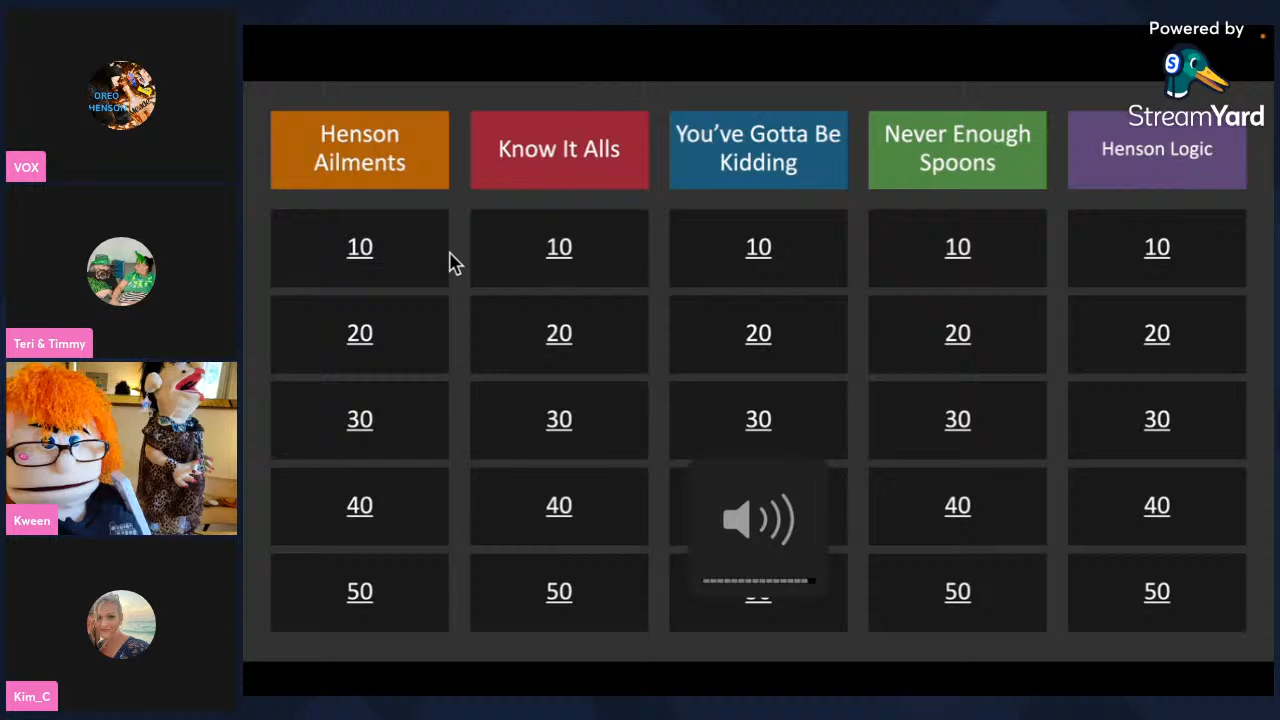 Powered by
StreamYard
OREO
HENSON
VOX
Teri & Timmy
Kween
Kim_C
Henson
Ailments
Know It Alls
You've Gotta Be
Kidding
Never Enough
Spoons
Henson Logic
10 10 10 10 10
20 20 20 20 20
30 30 30 30 30
40 40 40 40
50 50 50 50